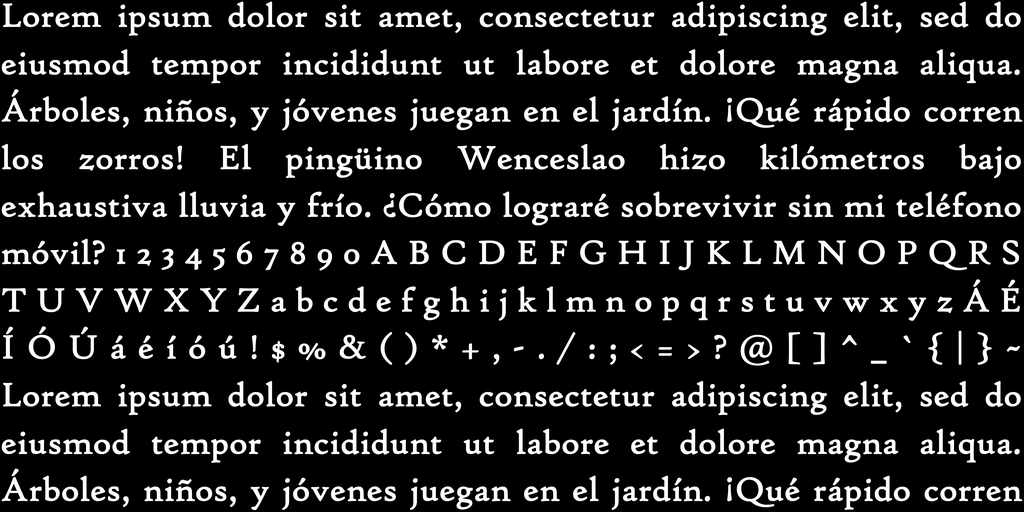 Lorem ipsum dolor sit amet, consectetur adipiscing elit, sed do
eiusmod tempor incididunt ut labore et dolore magna aliqua.
Árboles, niños, y jóvenes juegan en el jardín. ¡Qué rápido corren
los zorros! El pingüino Wenceslao hizo kilómetros bajo
exhaustiva lluvia y frío. ¿Cómo lograré sobrevivir sin mi teléfono
móvil? 1 2 3 4 5 6 7 8 9 0 A B C D E F G H I J K L M N O P Q R S
T U V W X Y Z a b c d e f g h i j k l m n o p q r s t u v w x y z Á É
Í Ó Ú á é í ó ú ! $ % & ( ) * + , - . / : ; < = > ? @ [ ] ^ _ ` { | } ~
Lorem ipsum dolor sit amet, consectetur adipiscing elit, sed do
eiusmod tempor incididunt ut labore et dolore magna aliqua.
Árboles, niños, y jóvenes juegan en el jardín. ¡Qué rápido corren